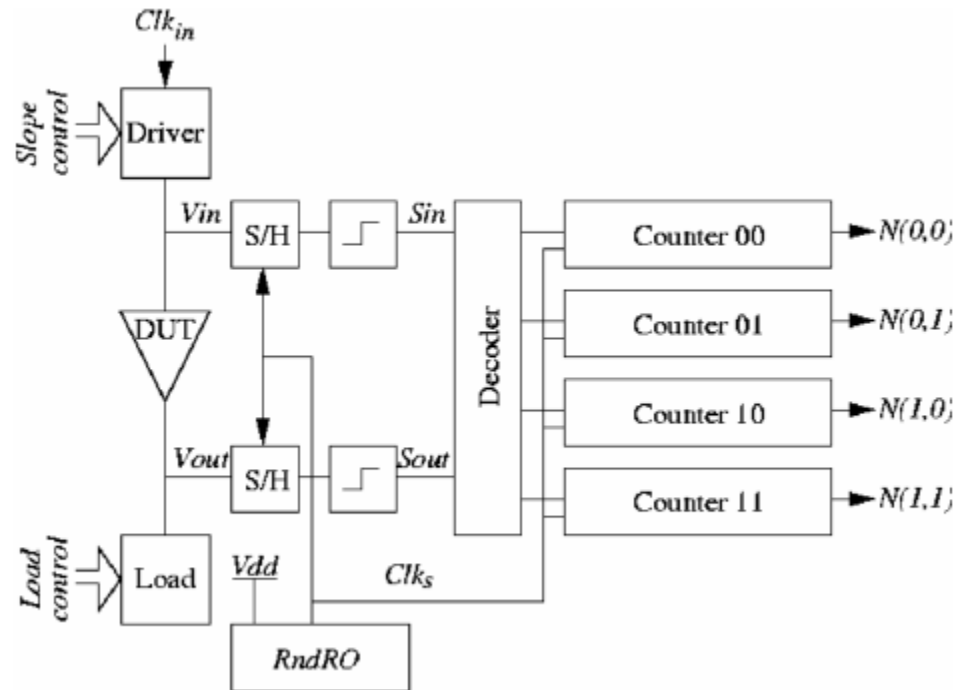 Clk_in
Slope control
Driver
Vin
S/H
Sin
Counter 00
N(0,0)
DUT
Decoder
Counter 01
N(0,1)
Counter 10
N(1,0)
Vout
S/H
Sout
Counter 11
N(1,1)
Load control
Load
Vdd
Clk_s
RndRO